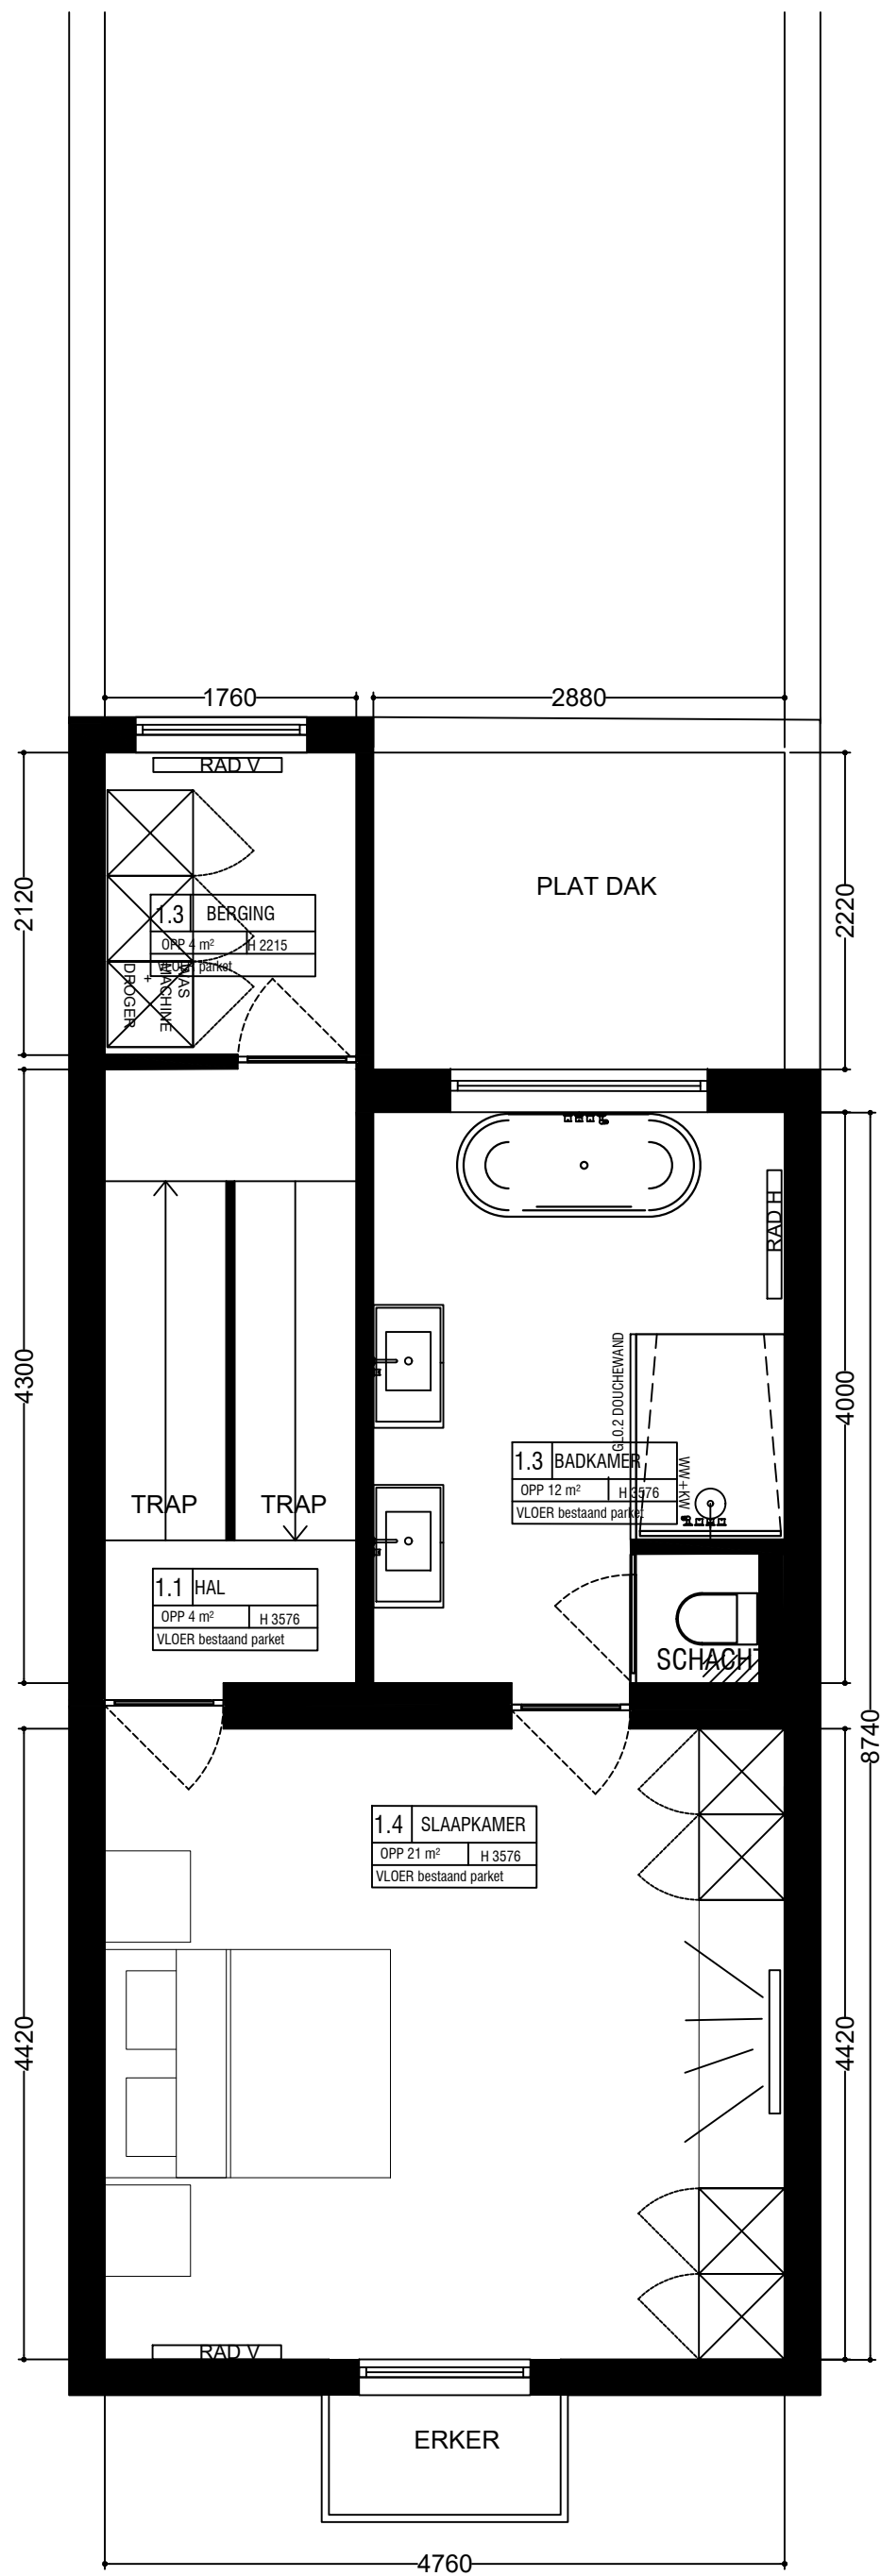 1760
2880
RAD V
PLAT DAK
2120
2220
1.3 BERGING
OPP 4 m² H 2215
VLOER parket
WAS
MACHINE
+
DROGER
RAD H
4300
4000
GL0.2 DOUCHEWAND
1.3 BADKAMER
OPP 12 m² H 3576
VLOER bestaand parket
WW+KW
TRAP TRAP
1.1 HAL
OPP 4 m² H 3576
VLOER bestaand parket
SCHACHT
8740
1.4 SLAAPKAMER
OPP 21 m² H 3576
VLOER bestaand parket
4420
4420
RAD V
ERKER
4760